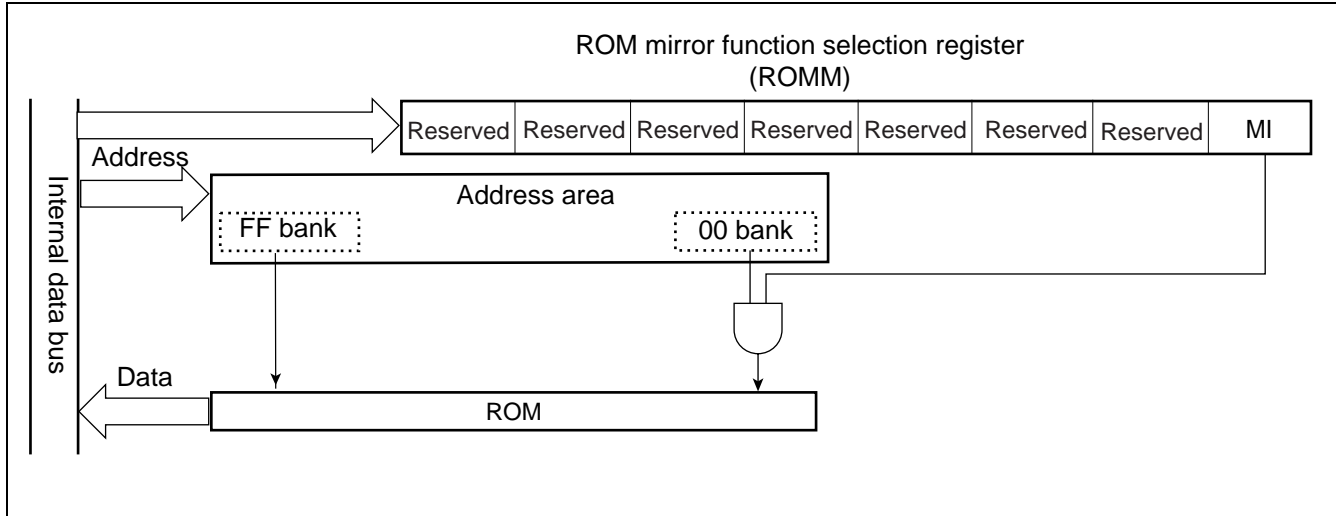 ROM mirror function selection register
(ROMM)
Reserved Reserved Reserved Reserved Reserved Reserved Reserved MI
Address
Address area
FF bank 00 bank
Internal data bus
Data
ROM